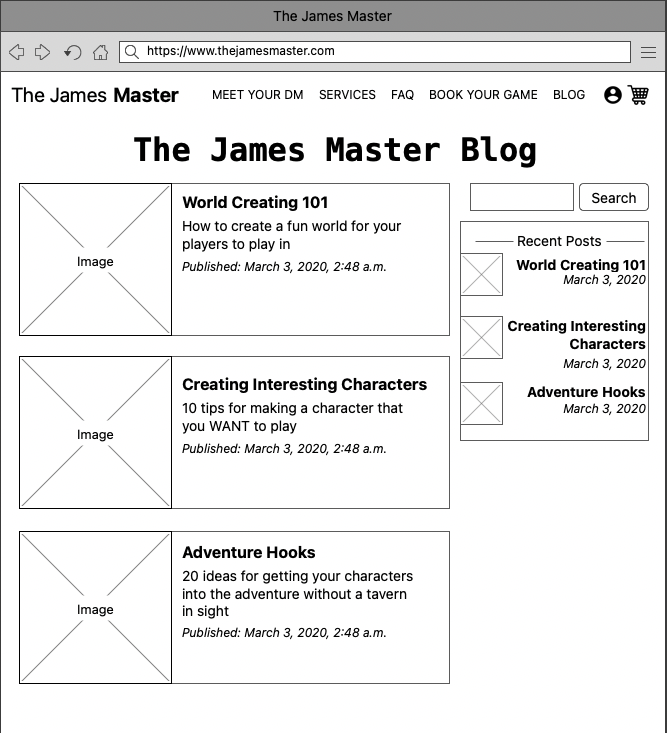 The James Master
https://www.thejamesmaster.com
The James Master
MEET YOUR DM SERVICES FAQ BOOK YOUR GAME BLOG
The James Master Blog
Image
World Creating 101
How to create a fun world for your
players to play in
Published: March 3, 2020, 2:48 a.m.
Image
Creating Interesting Characters
10 tips for making a character that
you WANT to play
Published: March 3, 2020, 2:48 a.m.
Image
Adventure Hooks
20 ideas for getting your characters
into the adventure without a tavern
in sight
Published: March 3, 2020, 2:48 a.m.
Search
Recent Posts
World Creating 101
March 3, 2020
Creating Interesting
Characters
March 3, 2020
Adventure Hooks
March 3, 2020